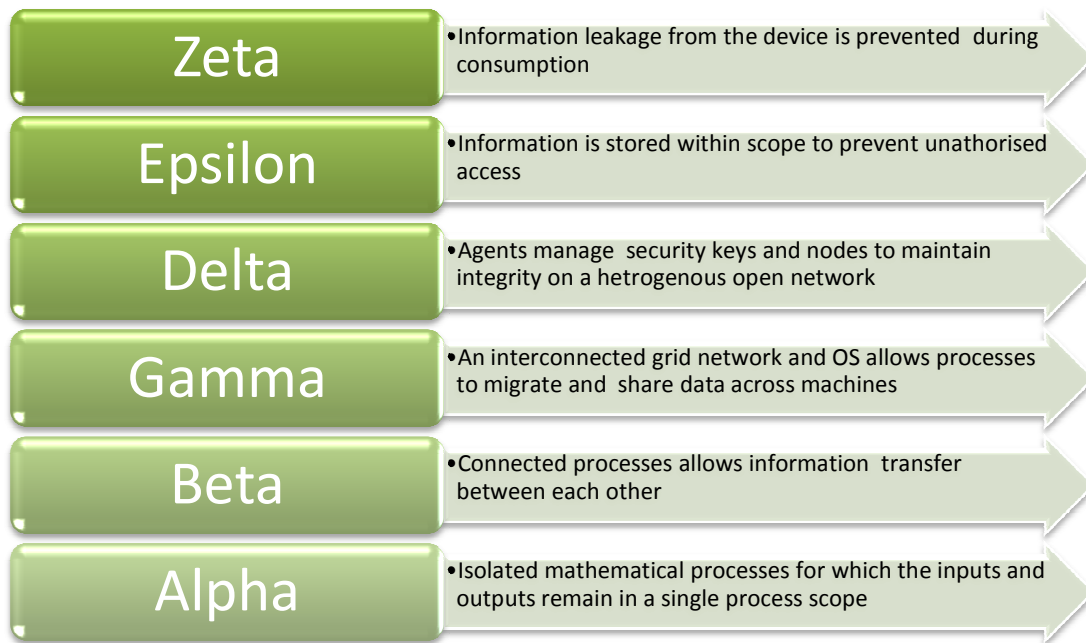 Zeta
•Information leakage from the device is prevented during
consumption
Epsilon
•Information is stored within scope to prevent unathorised
access
Delta
•Agents manage security keys and nodes to maintain
integrity on a hetrogenous open network
Gamma
•An interconnected grid network and OS allows processes
to migrate and share data across machines
Beta
•Connected processes allows information transfer
between each other
Alpha
•Isolated mathematical processes for which the inputs and
outputs remain in a single process scope